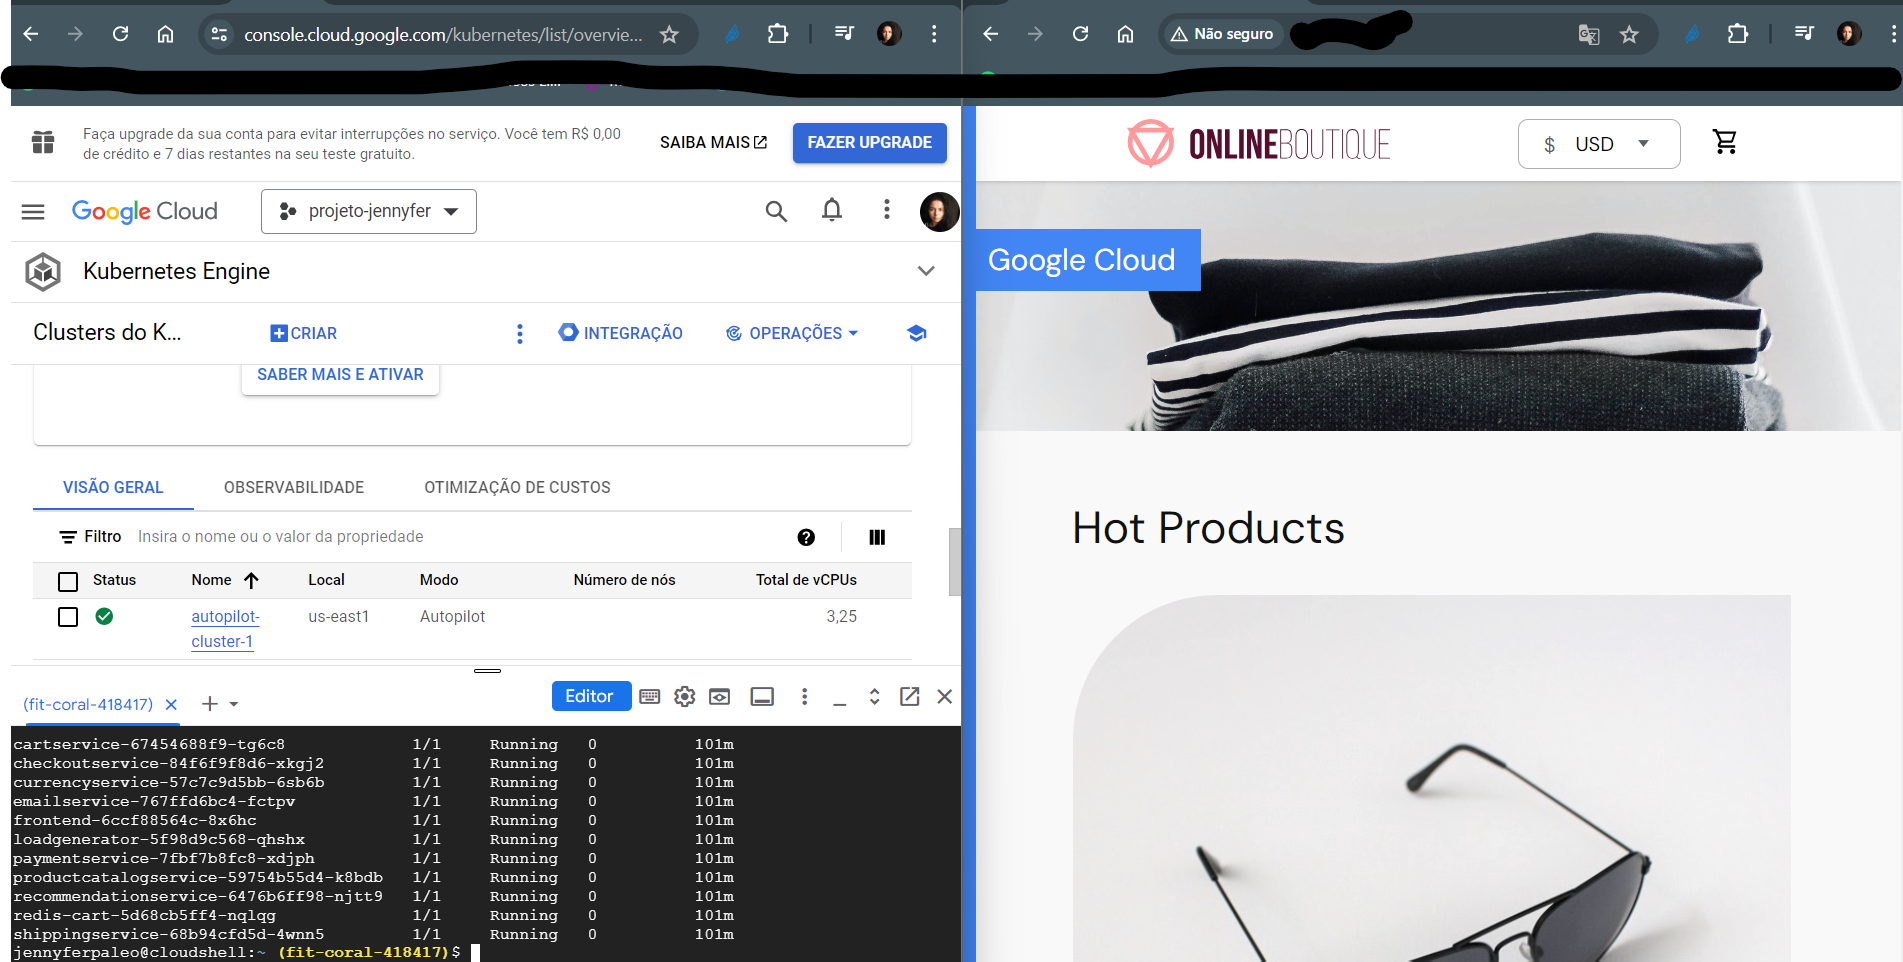 console.cloud.google.com/kubernetes/list/overvie...
Faça upgrade da sua conta para evitar interrupções no serviço. Você tem R$ 0,00
de crédito e 7 dias restantes na seu teste gratuito.
SAIBA MAIS
FAZER UPGRADE
Google Cloud
projeto-jennyfer
Kubernetes Engine
Clusters do K...
CRIAR
INTEGRAÇÃO
OPERAÇÕES
SABER MAIS E ATIVAR
VISÃO GERAL
OBSERVABILIDADE
OTIMIZAÇÃO DE CUSTOS
Filtro Insira o nome ou o valor da propriedade
Status Nome Local Modo Número de nós Total de vCPUs
autopilot- us-east1 Autopilot 3,25
cluster-1
(fit-coral-418417)
Editor
cartservice-67454688f9-tg6c8 1/1 Running 0 101m
checkoutservice-84f6f9f8d6-xkgj2 1/1 Running 0 101m
currencyservice-57c7c9d5bb-6sb6b 1/1 Running 0 101m
emailservice-767ffd6bc4-fctpv 1/1 Running 0 101m
frontend-6ccf88564c-8x6hc 1/1 Running 0 101m
loadgenerator-5f98d9c568-qhshx 1/1 Running 0 101m
paymentservice-7fbf7b8fc8-xdjph 1/1 Running 0 101m
productcatalogservice-59754b55d4-k8bdb 1/1 Running 0 101m
recommendationservice-6476b6ff98-njtt9 1/1 Running 0 101m
redis-cart-5d68cb5ff4-nqlqg 1/1 Running 0 101m
shippingservice-68b94cfd5d-4wnn5 1/1 Running 0 101m
jennyferpaleo@cloudshell:~ (fit-coral-418417)$
Não seguro
ONLINEBOUTIQUE
$ USD
Google Cloud
Hot Products